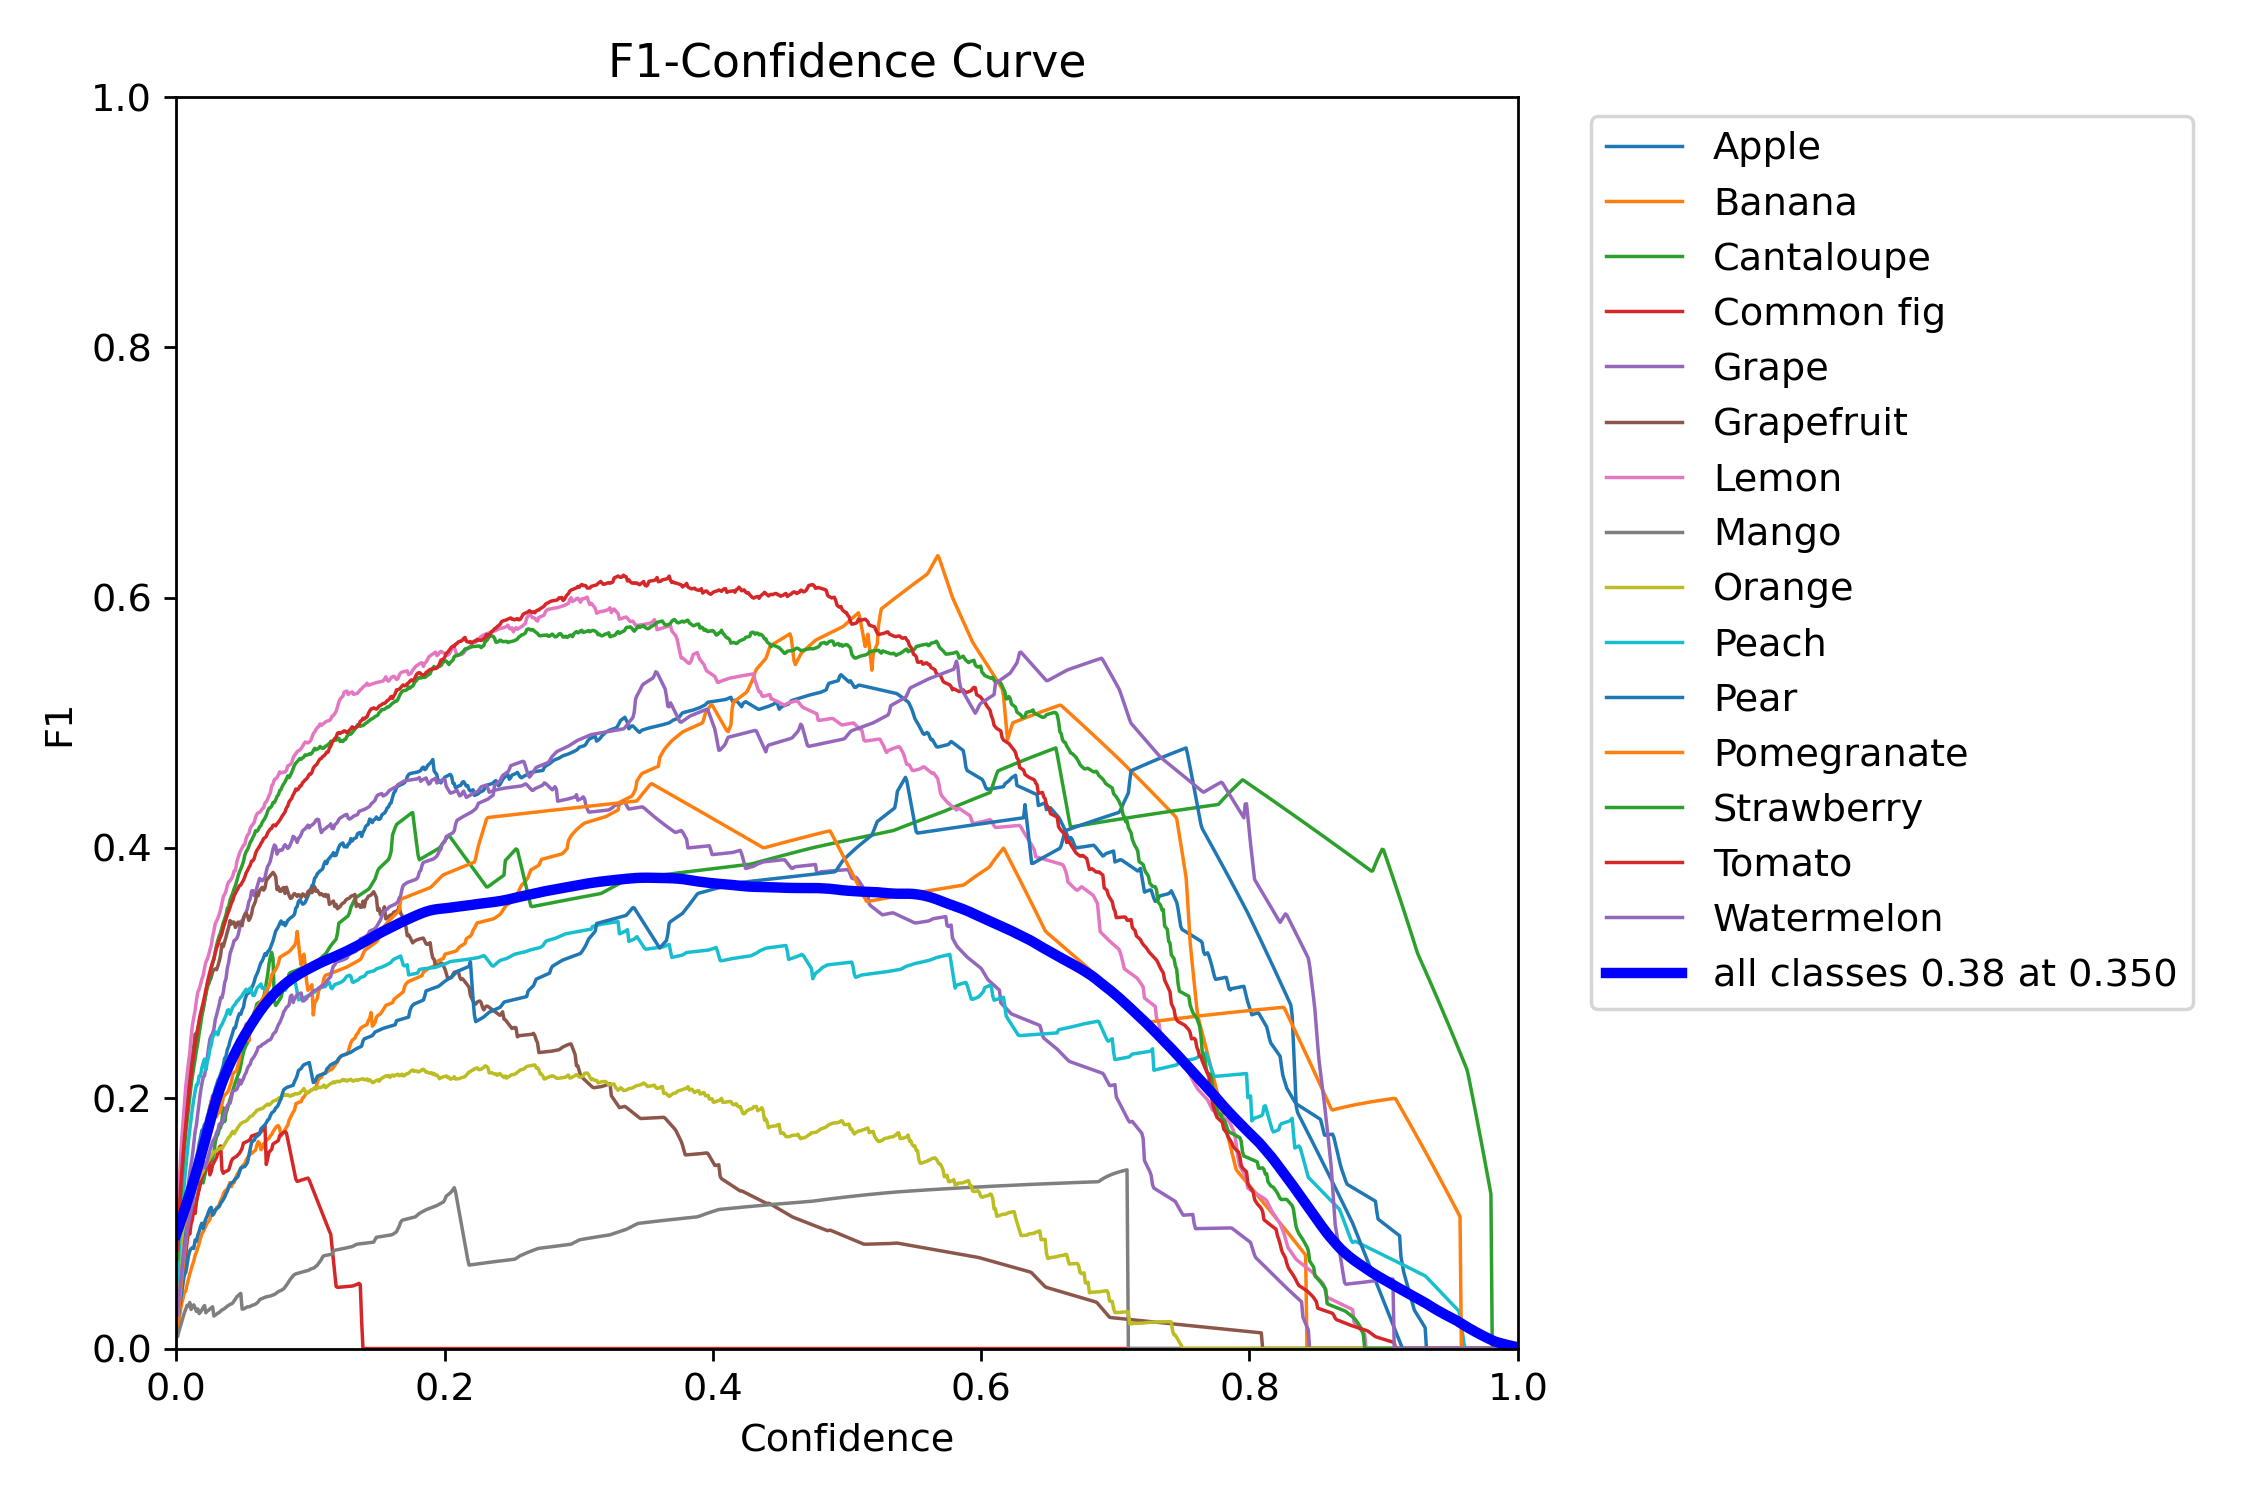 F1-Confidence Curve
1.0
0.8
0.6
0.4
0.2
0.0
F1
0.0 0.2 0.4 0.6 0.8 1.0
Confidence
Apple
Banana
Cantaloupe
Common fig
Grape
Grapefruit
Lemon
Mango
Orange
Peach
Pear
Pomegranate
Strawberry
Tomato
Watermelon
all classes 0.38 at 0.350